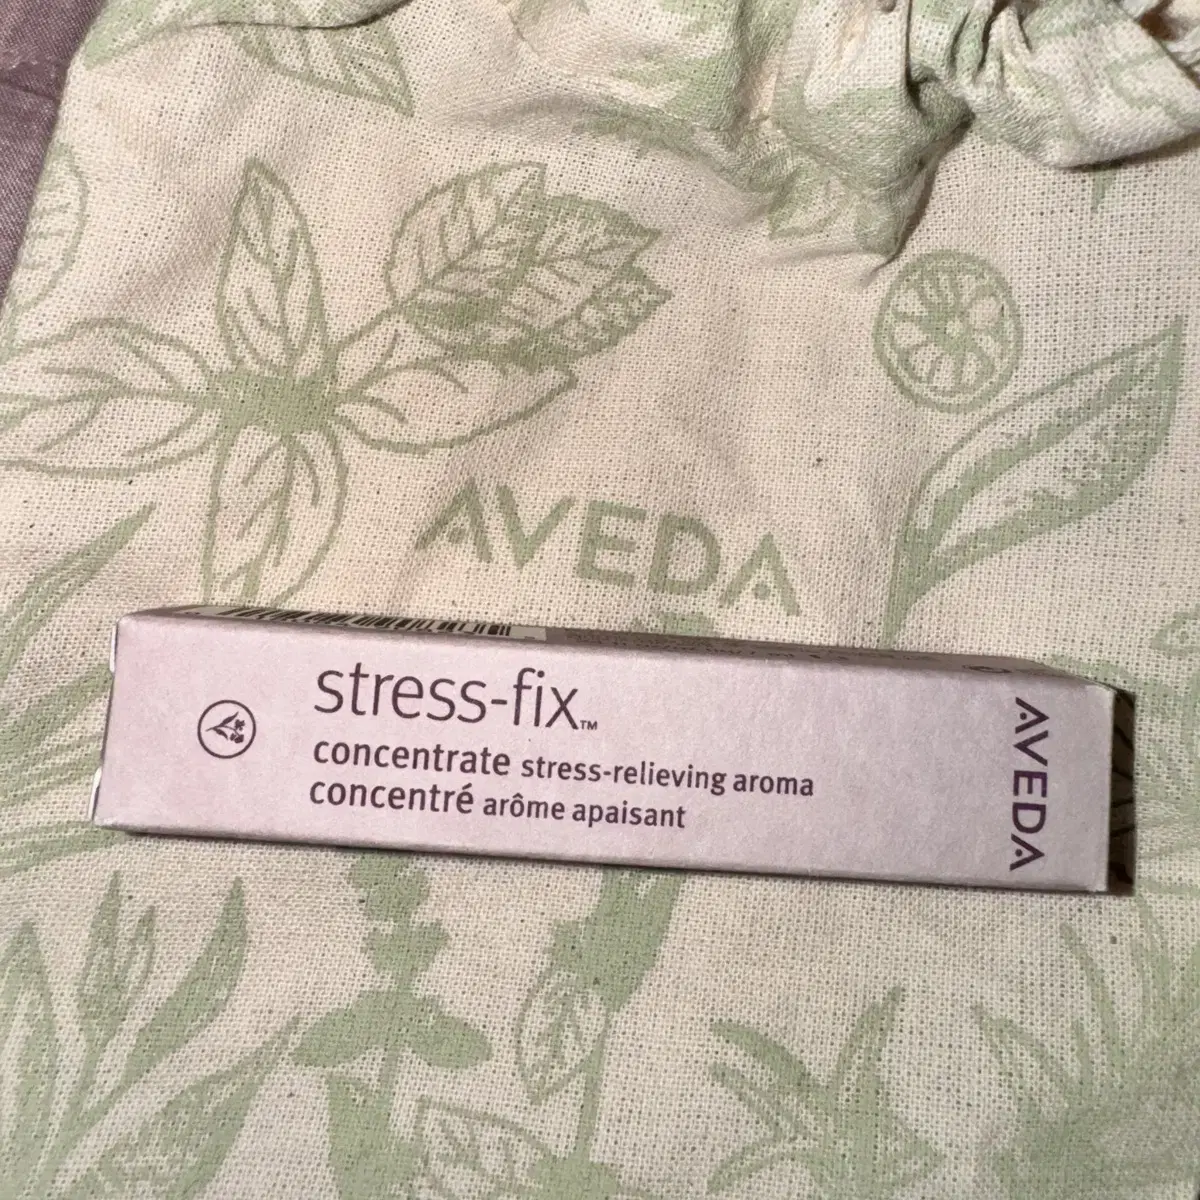 AVEDA
stress-fix™
concentrate stress-relieving aroma
concentré arôme apaisant
AVEDA